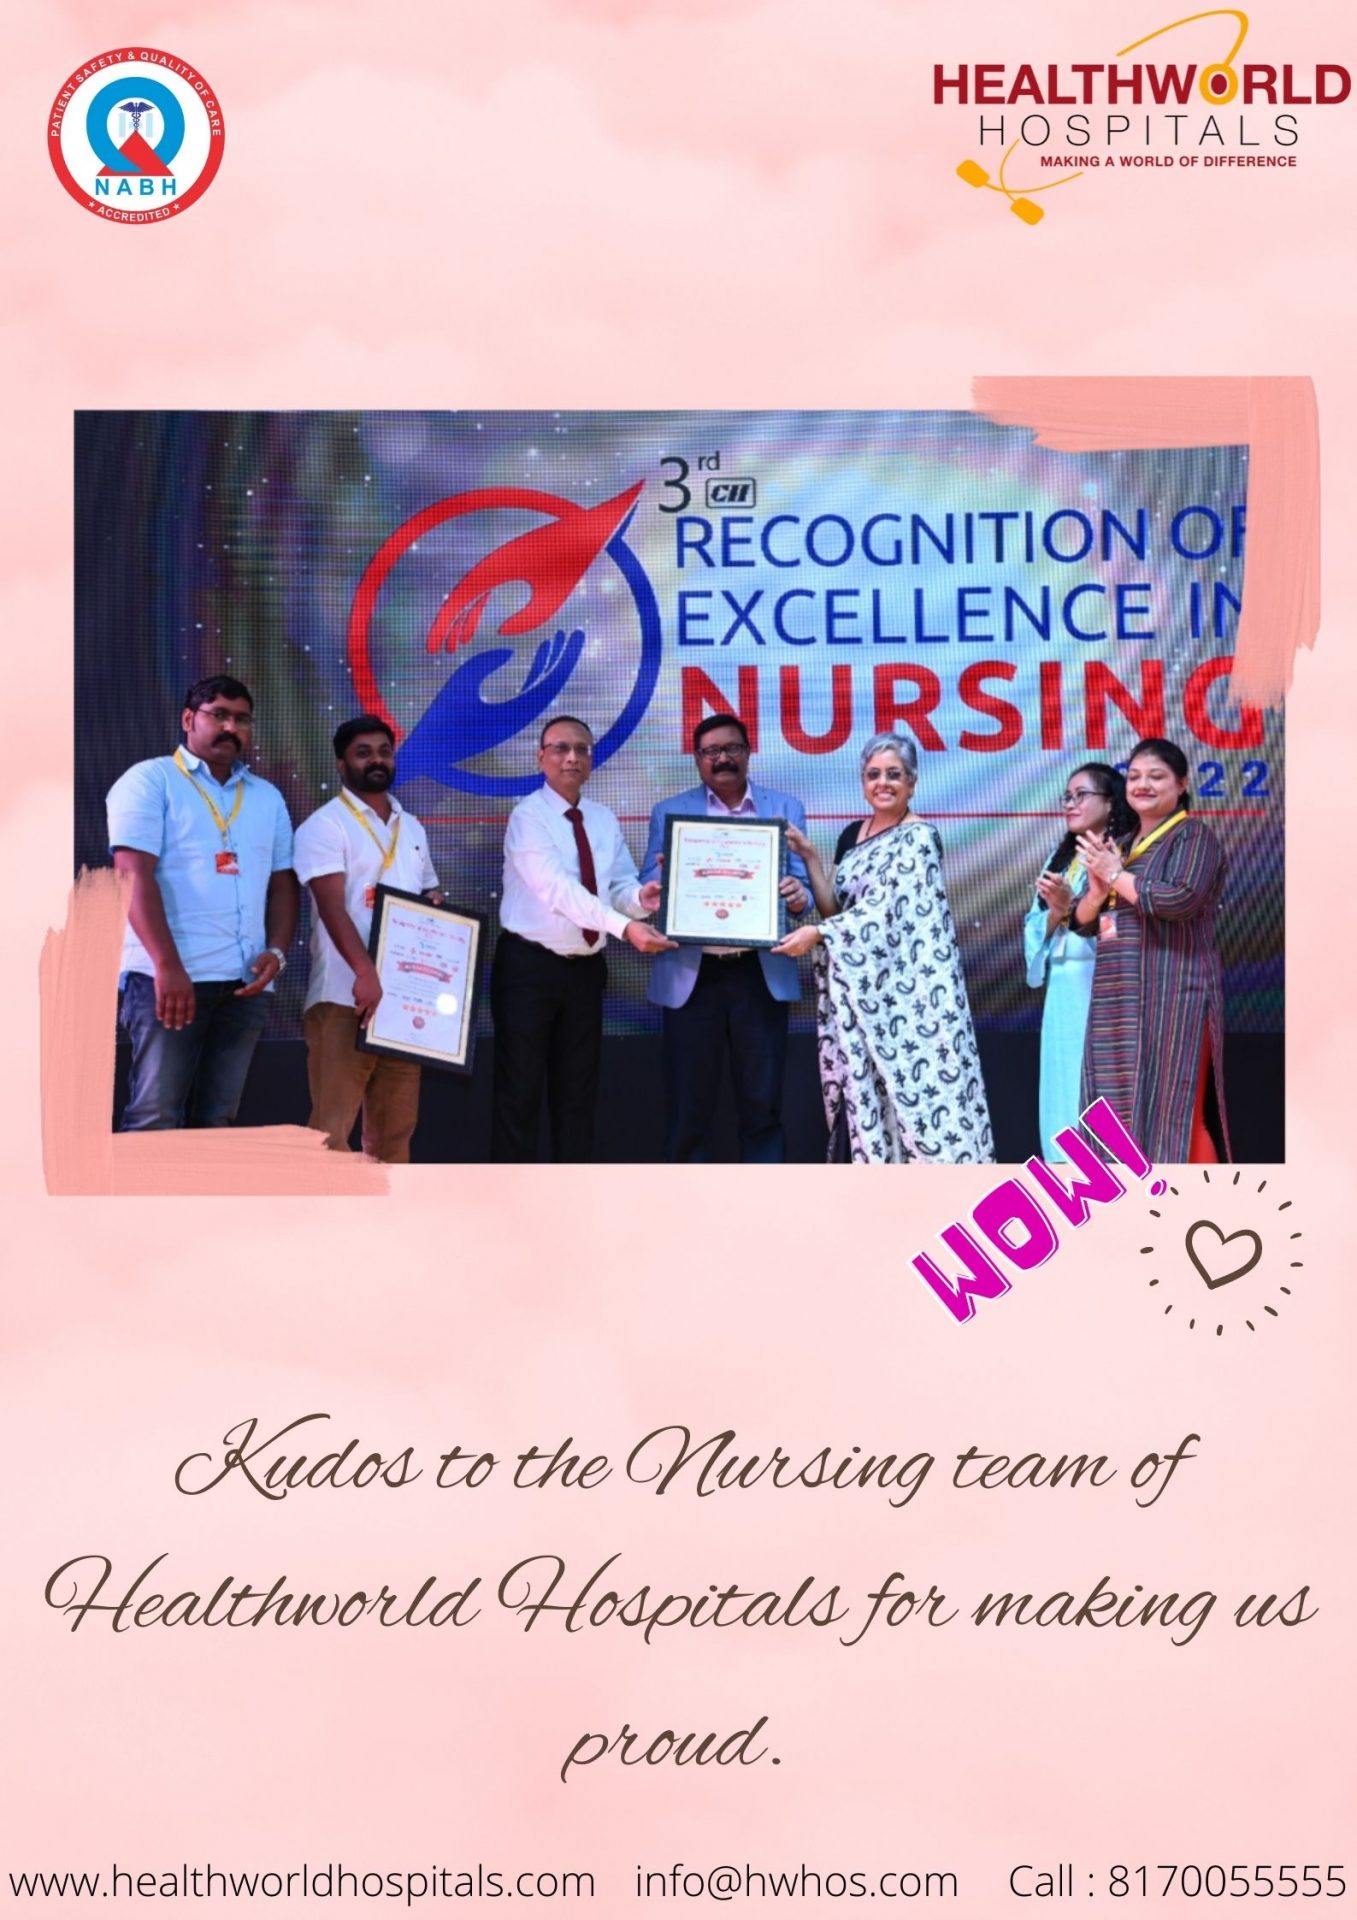 PATIENT SAFETY & QUALITY OF CARE
NABH
* ACCREDITED *
HEALTHWORLD
HOSPITALS
MAKING A WORLD OF DIFFERENCE
3rd CII
RECOGNITION OF
EXCELLENCE IN
NURSING
WOW!
Kudos to the Nursing team of
Healthworld Hospitals for making us
proud.
www.healthworldhospitals.com info@hwhos.com Call : 8170055555